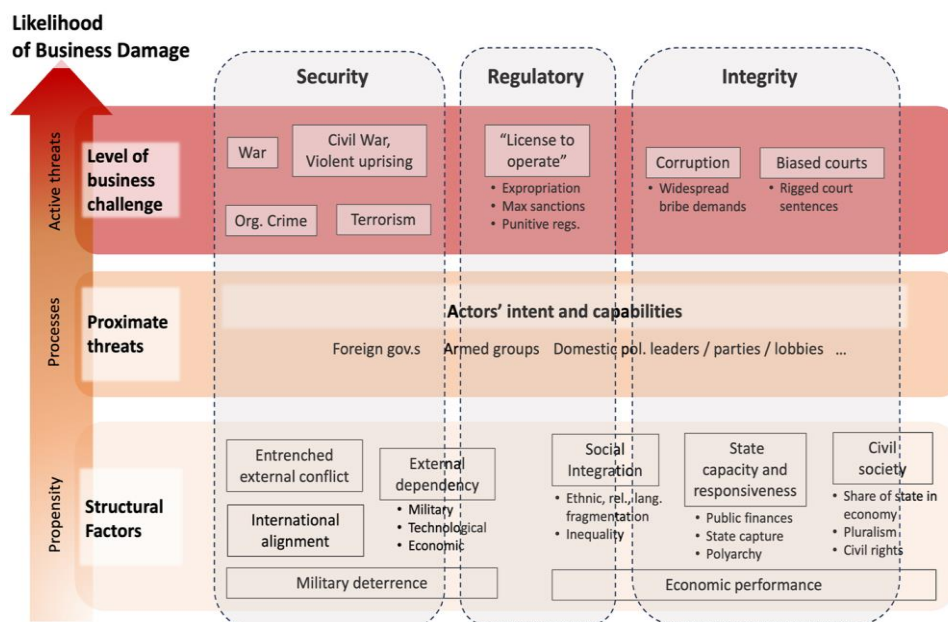 Likelihood
of Business Damage
Security
Regulatory
Integrity
Active threats
Level of
business
challenge
War
Civil War,
Violent uprising
Org. Crime
Terrorism
“License to
operate”
• Expropriation
• Max sanctions
• Punitive regs.
Corruption
• Widespread
bribe demands
Biased courts
• Rigged court
sentences
Processes
Proximate
threats
Actors’ intent and capabilities
Foreign gov.s Armed groups Domestic pol. leaders / parties / lobbies ...
Propensity
Structural
Factors
Entrenched
external conflict
International
alignment
External
dependency
• Military
• Technological
• Economic
Military deterrence
Social
Integration
• Ethnic, rel., lang.
fragmentation
• Inequality
State
capacity and
responsiveness
• Public finances
• State capture
• Polyarchy
Civil
society
• Share of state in
economy
• Pluralism
• Civil rights
Economic performance